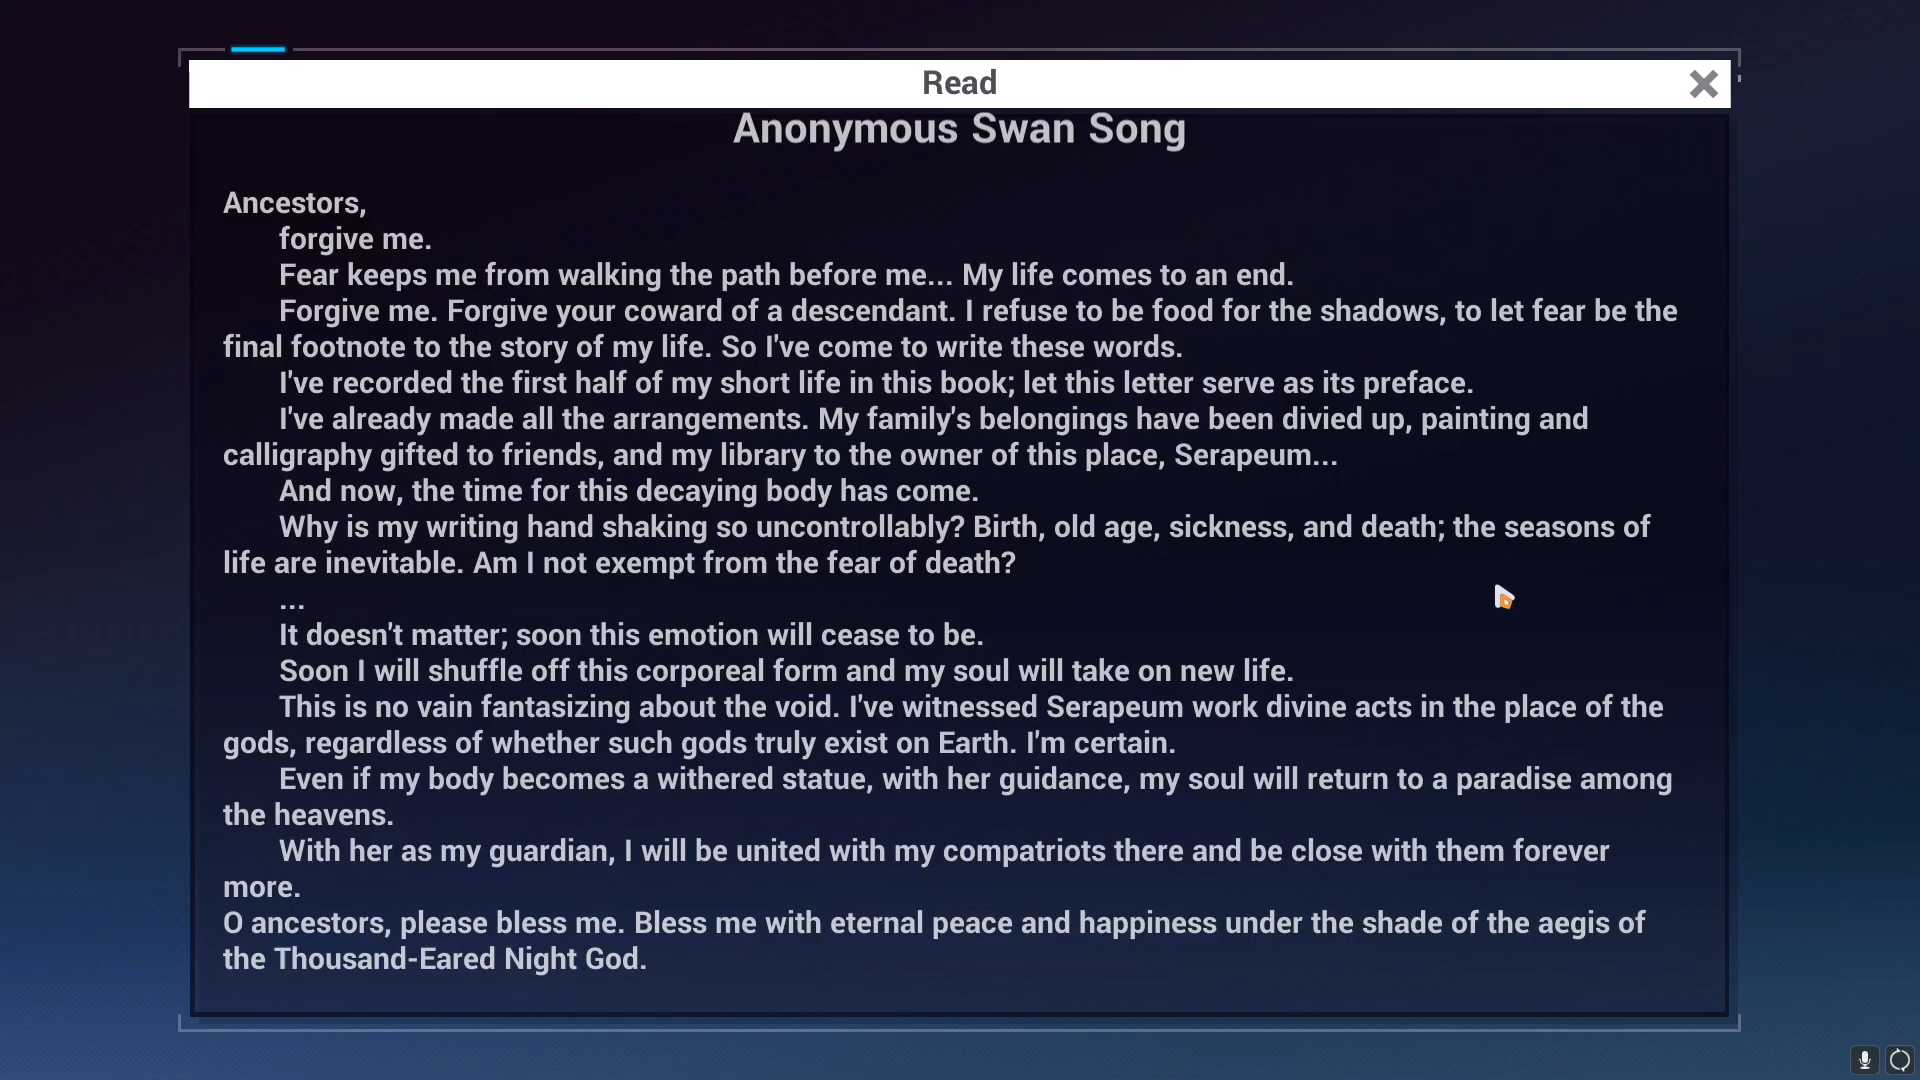 Read
Anonymous Swan Song
Ancestors,
forgive me.
Fear keeps me from walking the path before me... My life comes to an end.
Forgive me. Forgive your coward of a descendant. I refuse to be food for the shadows, to let fear be the
final footnote to the story of my life. So I've come to write these words.
I've recorded the first half of my short life in this book; let this letter serve as its preface.
I've already made all the arrangements. My family's belongings have been divied up, painting and
calligraphy gifted to friends, and my library to the owner of this place, Serapeum...
And now, the time for this decaying body has come.
Why is my writing hand shaking so uncontrollably? Birth, old age, sickness, and death; the seasons of
life are inevitable. Am I not exempt from the fear of death?
...
It doesn't matter; soon this emotion will cease to be.
Soon I will shuffle off this corporeal form and my soul will take on new life.
This is no vain fantasizing about the void. I've witnessed Serapeum work divine acts in the place of the
gods, regardless of whether such gods truly exist on Earth. I'm certain.
Even if my body becomes a withered statue, with her guidance, my soul will return to a paradise among
the heavens.
With her as my guardian, I will be united with my compatriots there and be close with them forever
more.
O ancestors, please bless me. Bless me with eternal peace and happiness under the shade of the aegis of
the Thousand-Eared Night God.